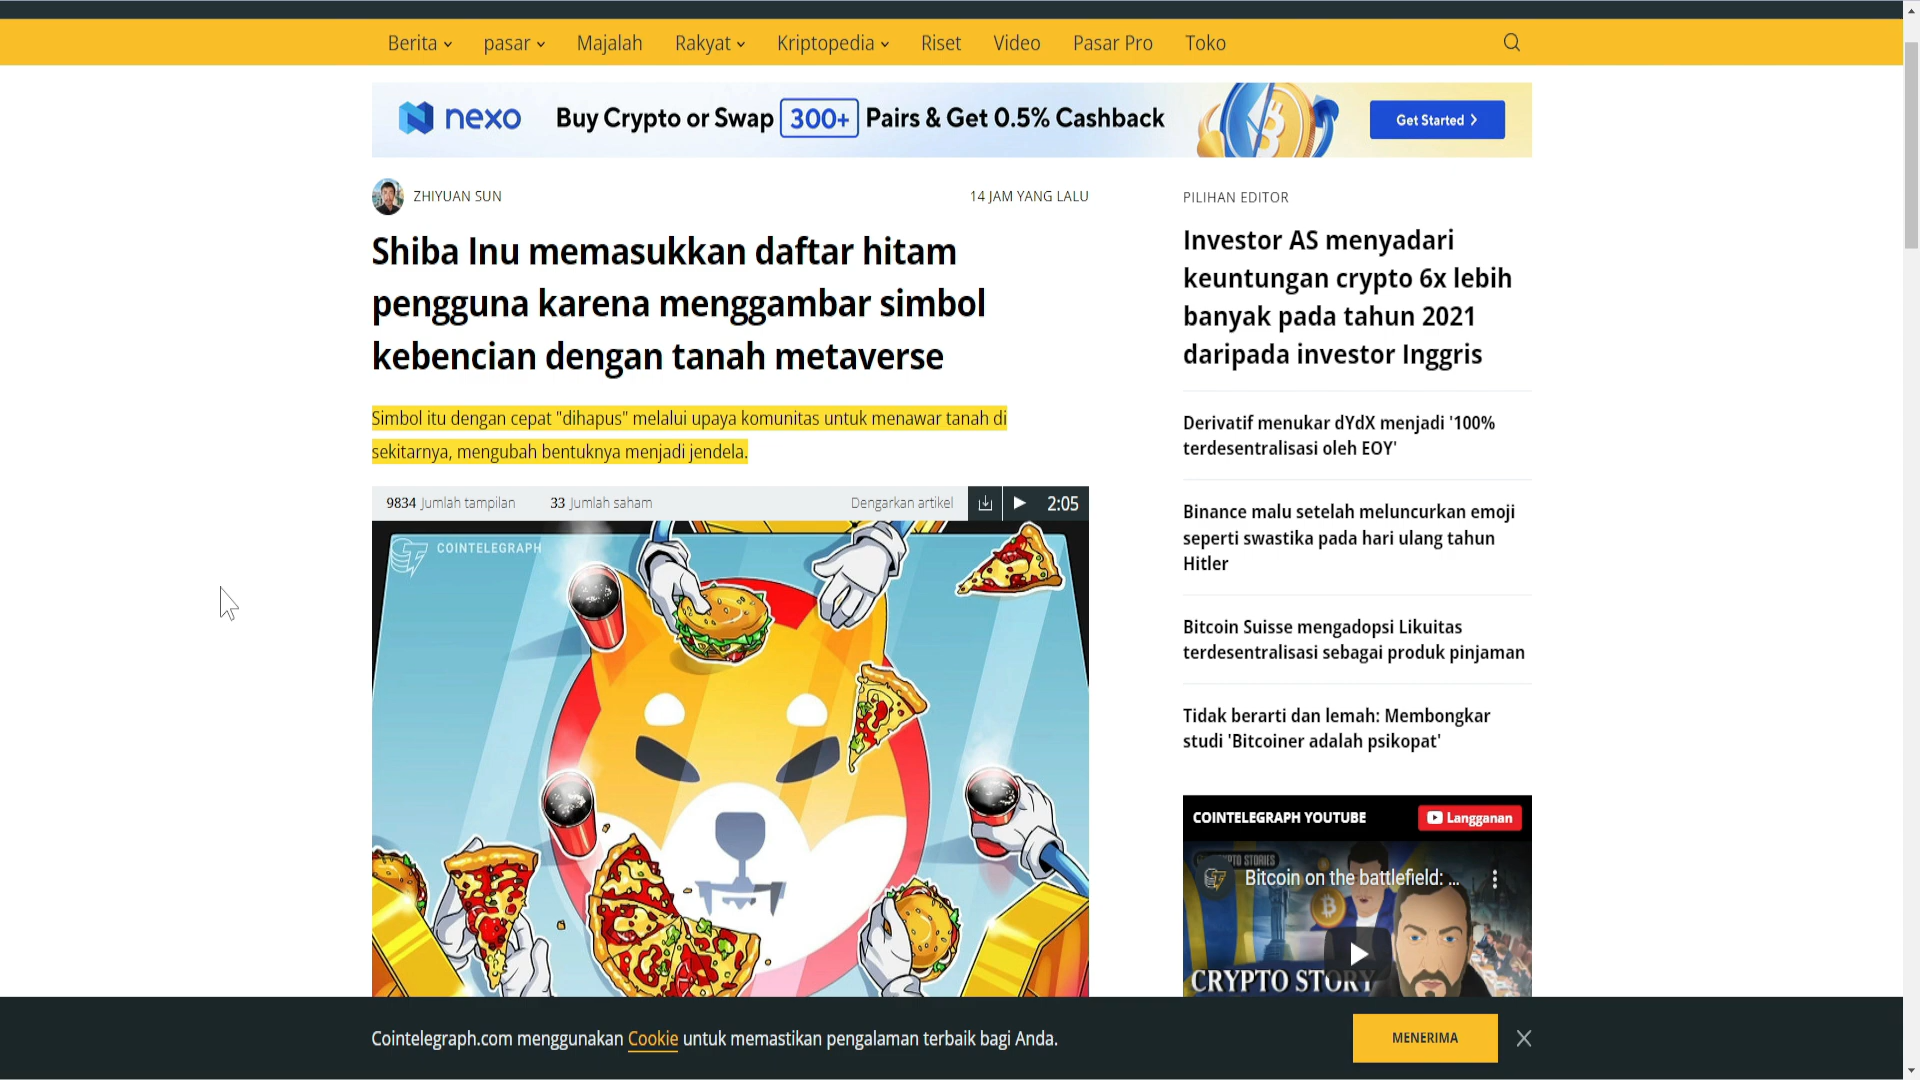 Berita pasar Majalah Rakyat Kriptopedia Riset Video Pasar Pro Toko
nexo Buy Crypto or Swap 300+ Pairs & Get 0.5% Cashback Get Started
ZHIYUAN SUN 14 JAM YANG LALU
Shiba Inu memasukkan daftar hitam
pengguna karena menggambar simbol
kebencian dengan tanah metaverse
Simbol itu dengan cepat "dihapus" melalui upaya komunitas untuk menawar tanah di
sekitarnya, mengubah bentuknya menjadi jendela.
9834 Jumlah tampilan 33 Jumlah saham Dengarkan artikel 2:05
COINTELEGRAPH
PILIHAN EDITOR
Investor AS menyadari
keuntungan crypto 6x lebih
banyak pada tahun 2021
daripada investor Inggris
Derivatif menukar dYdX menjadi '100%
terdesentralisasi oleh EOY'
Binance malu setelah meluncurkan emoji
seperti swastika pada hari ulang tahun
Hitler
Bitcoin Suisse mengadopsi Likuitas
terdesentralisasi sebagai produk pinjaman
Tidak berarti dan lemah: Membongkar
studi 'Bitcoiner adalah psikopat'
COINTELEGRAPH YOUTUBE Langganan
Bitcoin on the battlefield: ...
CRYPTO STORY
Cointelegraph.com menggunakan Cookie untuk memastikan pengalaman terbaik bagi Anda.
MENERIMA